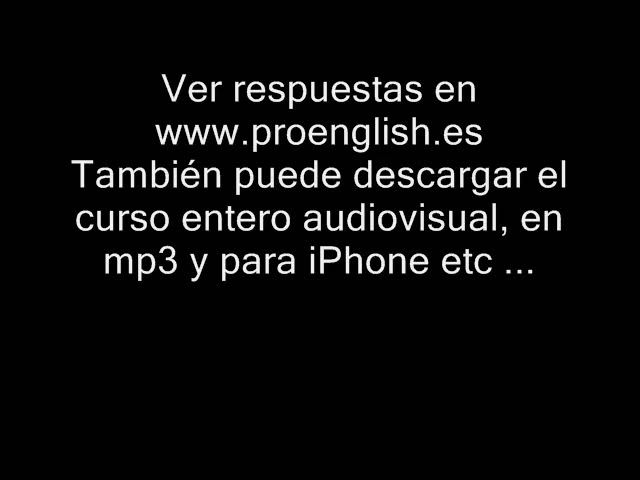 Ver respuestas en
www.proenglish.es
También puede descargar el
curso entero audiovisual, en
mp3 y para iPhone etc ...